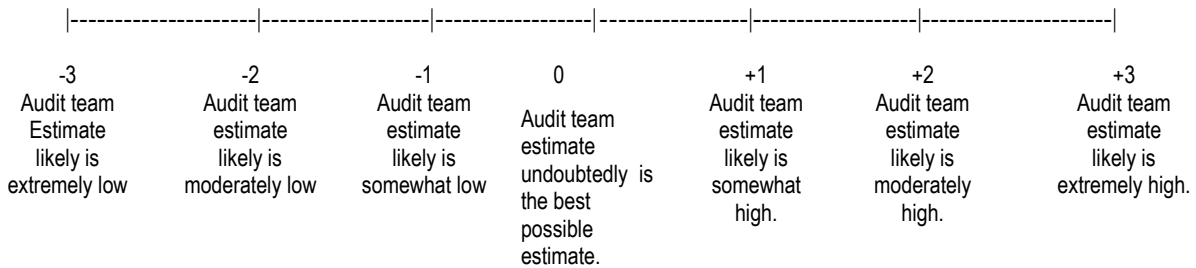 |-----------------------|---------------------|--------------------|----------------------|--------------------|-----------------------|
-3 -2 -1 0 +1 +2 +3
Audit team
Estimate
likely is
extremely low
Audit team
estimate
likely is
moderately low
Audit team
estimate
likely is
somewhat low
Audit team
estimate
undoubtedly is
the best
possible
estimate.
Audit team
estimate
likely is
somewhat
high.
Audit team
estimate
likely is
moderately
high.
Audit team
estimate
likely is
extremely high.